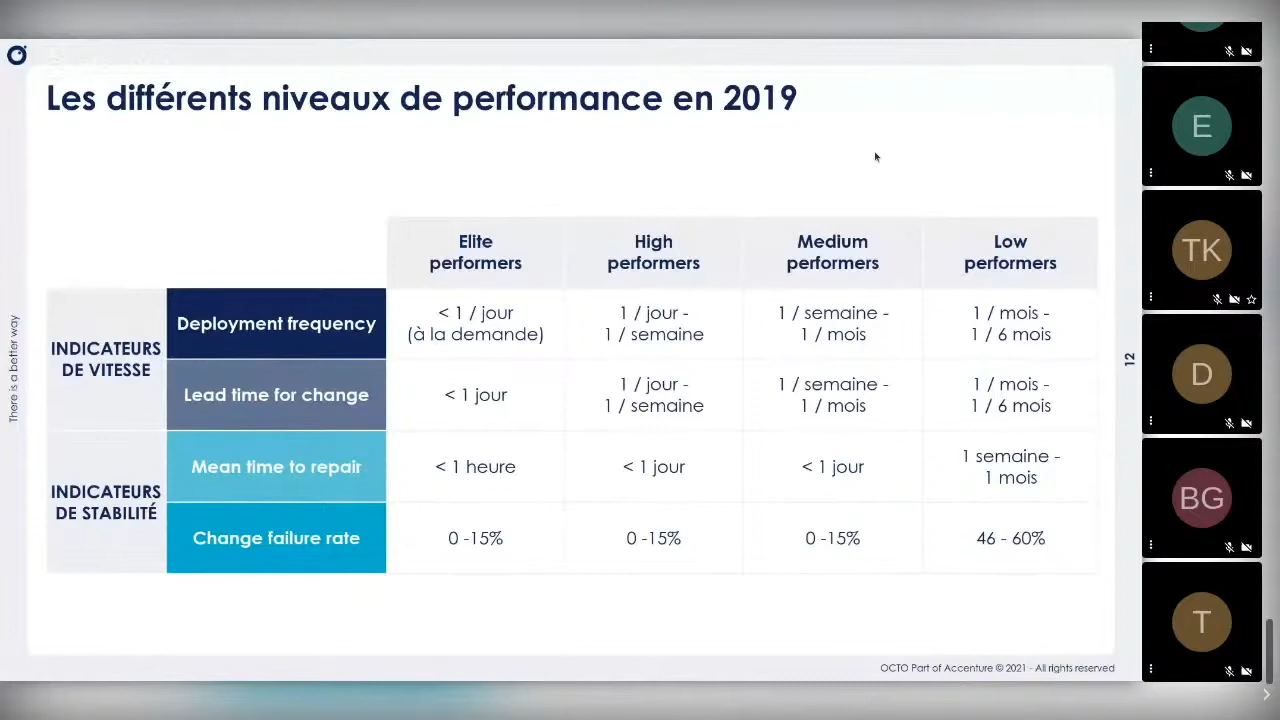 Les différents niveaux de performance en 2019
Elite
performers
High
performers
Medium
performers
Low
performers
INDICATEURS
DE VITESSE
Deployment frequency
< 1 / jour
(à la demande)
1 / jour -
1 / semaine
1 / semaine -
1 / mois
1 / mois -
1 / 6 mois
Lead time for change
< 1 jour
1 / jour -
1 / semaine
1 / semaine -
1 / mois
1 / mois -
1 / 6 mois
INDICATEURS
DE STABILITÉ
Mean time to repair
< 1 heure
< 1 jour
< 1 jour
1 semaine -
1 mois
Change failure rate
0 -15%
0 -15%
0 -15%
46 - 60%
There is a better way
12
OCTO Part of Accenture © 2021 - All rights reserved
E
TK
D
BG
T